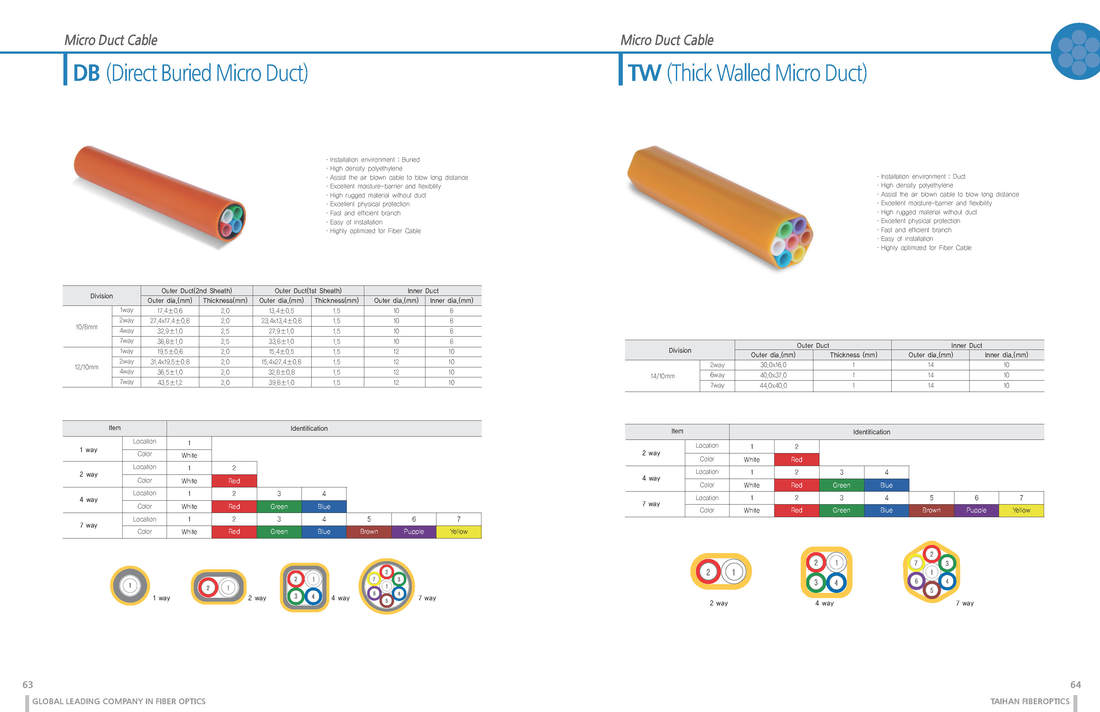 Micro Duct Cable
DB (Direct Buried Micro Duct)
· Installation environment : Buried
· High density polyethylene
· Assist the air blown cable to blow long distance
· Excellent moisture-barrier and flexibility
· High rugged material without duct
· Excellent physical protection
· Fast and efficient branch
· Easy of installation
· Highly optimized for Fiber Cable
Division Outer Duct(2nd Sheath) Outer Duct(1st Sheath) Inner Duct
Outer dia.(mm) Thickness(mm) Outer dia.(mm) Thickness(mm) Outer dia.(mm) Inner dia.(mm)
10/8mm
1way 17.4±0.6 2.0 13.4±0.5 1.5 10 8
2way 27.4x17.4±0.8 2.0 23.4x13.4±0.8 1.5 10 8
4way 32.9±1.0 2.5 27.9±1.0 1.5 10 8
7way 38.6±1.0 2.5 33.6±1.0 1.5 10 8
12/10mm
1way 19.5±0.6 2.0 15.4±0.5 1.5 12 10
2way 31.4x19.5±0.8 2.0 15.4x27.4±0.8 1.5 12 10
4way 36.5±1.0 2.0 32.6±0.8 1.5 12 10
7way 43.5±1.2 2.0 39.6±1.0 1.5 12 10
Item Identification
1 way Location 1
Color White
2 way Location 1 2
Color White Red
4 way Location 1 2 3 4
Color White Red Green Blue
7 way Location 1 2 3 4 5 6 7
Color White Red Green Blue Brown Pupple Yellow
1
1 way
2 1
2 way
2 1
3 4
4 way
2
7 3
1
6 4
5
7 way
63
GLOBAL LEADING COMPANY IN FIBER OPTICS
Micro Duct Cable
TW (Thick Walled Micro Duct)
· Installation environment : Duct
· High density polyethylene
· Assist the air blown cable to blow long distance
· Excellent moisture-barrier and flexibility
· High rugged material without duct
· Excellent physical protection
· Fast and efficient branch
· Easy of installation
· Highly optimized for Fiber Cable
Division Outer Duct Inner Duct
Outer dia.(mm) Thickness (mm) Outer dia.(mm) Inner dia.(mm)
14/10mm
2way 30.0x16.0 1 14 10
6way 40.0x37.0 1 14 10
7way 44.0x40.0 1 14 10
Item Identification
2 way Location 1 2
Color White Red
4 way Location 1 2 3 4
Color White Red Green Blue
7 way Location 1 2 3 4 5 6 7
Color White Red Green Blue Brown Pupple Yellow
2 1
2 way
2 1
3 4
4 way
2
7 3
1
6 4
5
7 way
64
TAIHAN FIBEROPTICS